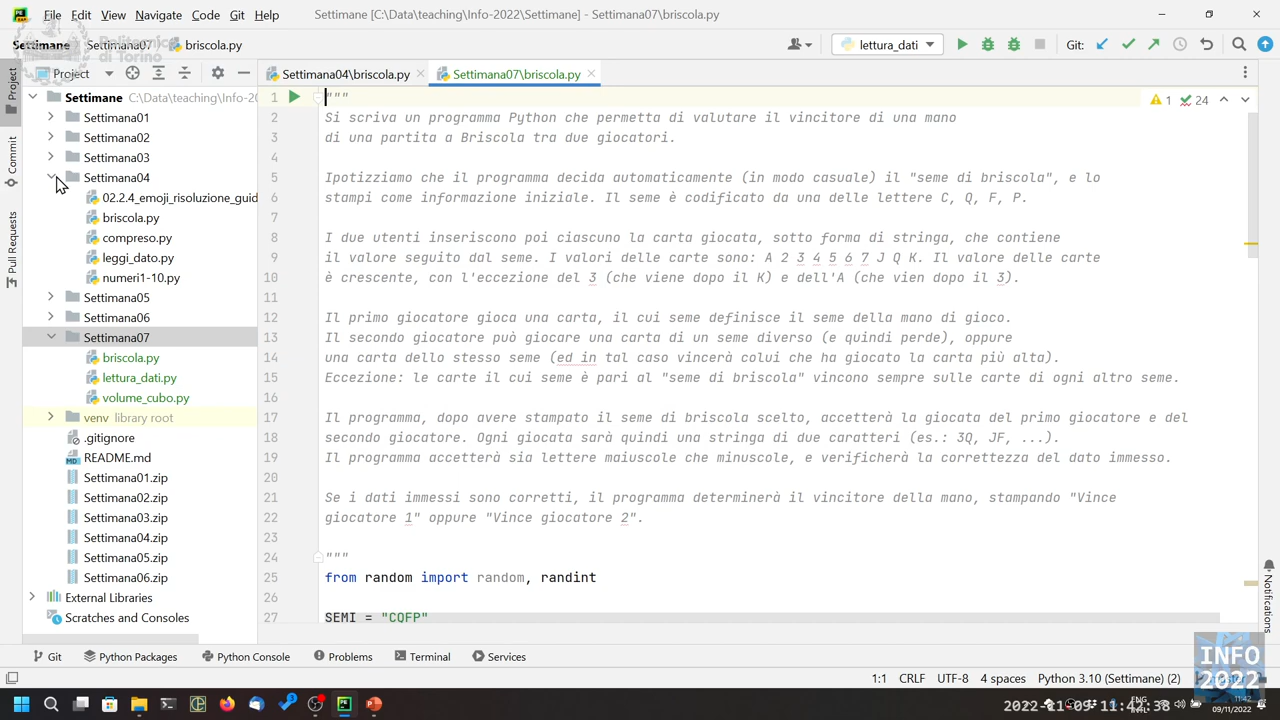 File Edit View Navigate Code Git Help Settimane [C:\Data\teaching\Info-2022\Settimane] - Settimana07\briscola.py
Settimane Settimana07 briscola.py lettura_dati Git:
Politecnico
di Torino
Project Settimana04\briscola.py Settimana07\briscola.py
Project
Commit
Pull Requests
Settimane C:\Data\teaching\Info-20
Settimana01
Settimana02
Settimana03
Settimana04
02.2.4_emoji_risoluzione_guid
briscola.py
compreso.py
leggi_dato.py
numeri1-10.py
Settimana05
Settimana06
Settimana07
briscola.py
lettura_dati.py
volume_cubo.py
venv library root
.gitignore
README.md
Settimana01.zip
Settimana02.zip
Settimana03.zip
Settimana04.zip
Settimana05.zip
Settimana06.zip
External Libraries
Scratches and Consoles
1 """ 1 24
2 Si scriva un programma Python che permetta di valutare il vincitore di una mano
3 di una partita a Briscola tra due giocatori.
4
5 Ipotizziamo che il programma decida automaticamente (in modo casuale) il "seme di briscola", e lo
6 stampi come informazione iniziale. Il seme è codificato da una delle lettere C, Q, F, P.
7
8 I due utenti inseriscono poi ciascuno la carta giocata, sotto forma di stringa, che contiene
9 il valore seguito dal seme. I valori delle carte sono: A 2 3 4 5 6 7 J Q K. Il valore delle carte
10 è crescente, con l'eccezione del 3 (che viene dopo il K) e dell'A (che vien dopo il 3).
11
12 Il primo giocatore gioca una carta, il cui seme definisce il seme della mano di gioco.
13 Il secondo giocatore può giocare una carta di un seme diverso (e quindi perde), oppure
14 una carta dello stesso seme (ed in tal caso vincerà colui che ha giocato la carta più alta).
15 Eccezione: le carte il cui seme è pari al "seme di briscola" vincono sempre sulle carte di ogni altro seme.
16
17 Il programma, dopo avere stampato il seme di briscola scelto, accetterà la giocata del primo giocatore e del
18 secondo giocatore. Ogni giocata sarà quindi una stringa di due caratteri (es.: 3Q, JF, ...).
19 Il programma accetterà sia lettere maiuscole che minuscole, e verificherà la correttezza del dato immesso.
20
21 Se i dati immessi sono corretti, il programma determinerà il vincitore della mano, stampando "Vince
22 giocatore 1" oppure "Vince giocatore 2".
23
24 """
25 from random import random, randint
26
27 SEMI = "CQFP"
Notifications
Git Python Packages Python Console Problems Terminal Services
INFO
2022
1:1 CRLF UTF-8 4 spaces Python 3.10 (Settimane) (2)
ENG
11:42
09/11/2022